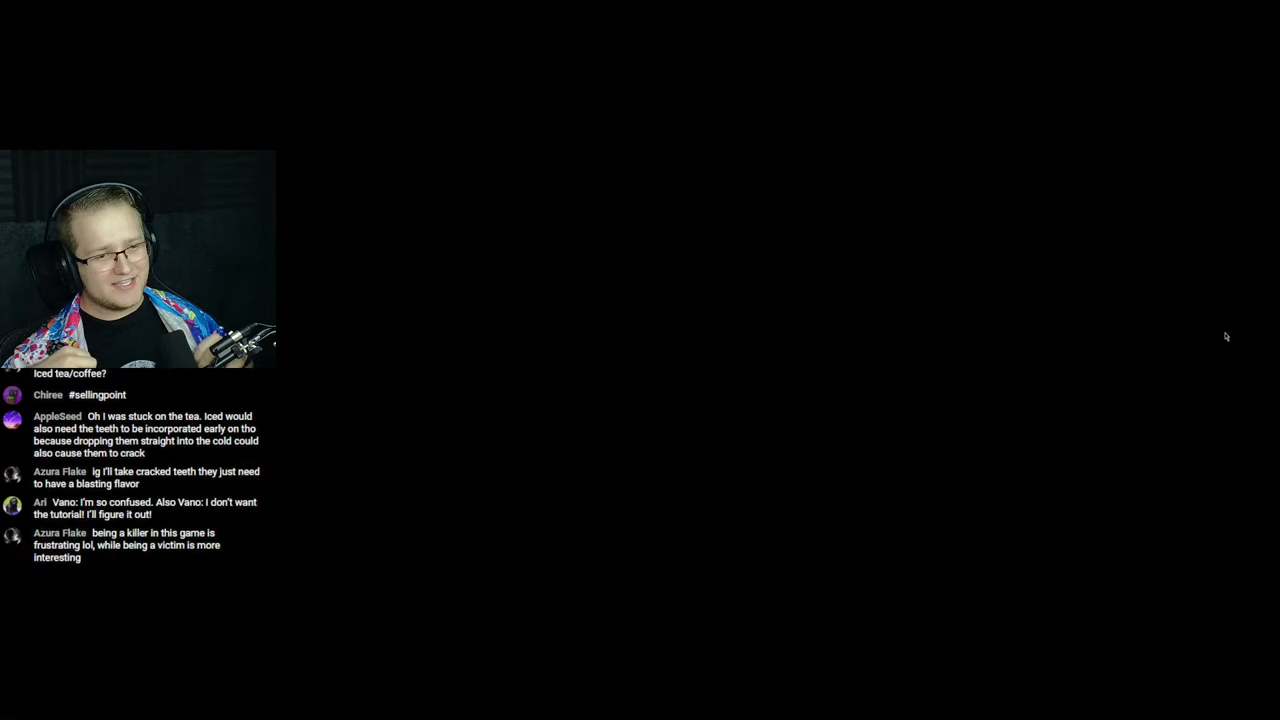 Iced tea/coffee?
Chiree #sellingpoint
AppleSeed Oh I was stuck on the tea. Iced would
also need the teeth to be incorporated early on tho
because dropping them straight into the cold could
also cause them to crack
Azura Flake ig I'll take cracked teeth they just need
to have a blasting flavor
Ari Vano: I'm so confused. Also Vano: I don't want
the tutorial! I'll figure it out!
Azura Flake being a killer in this game is
frustrating lol, while being a victim is more
interesting